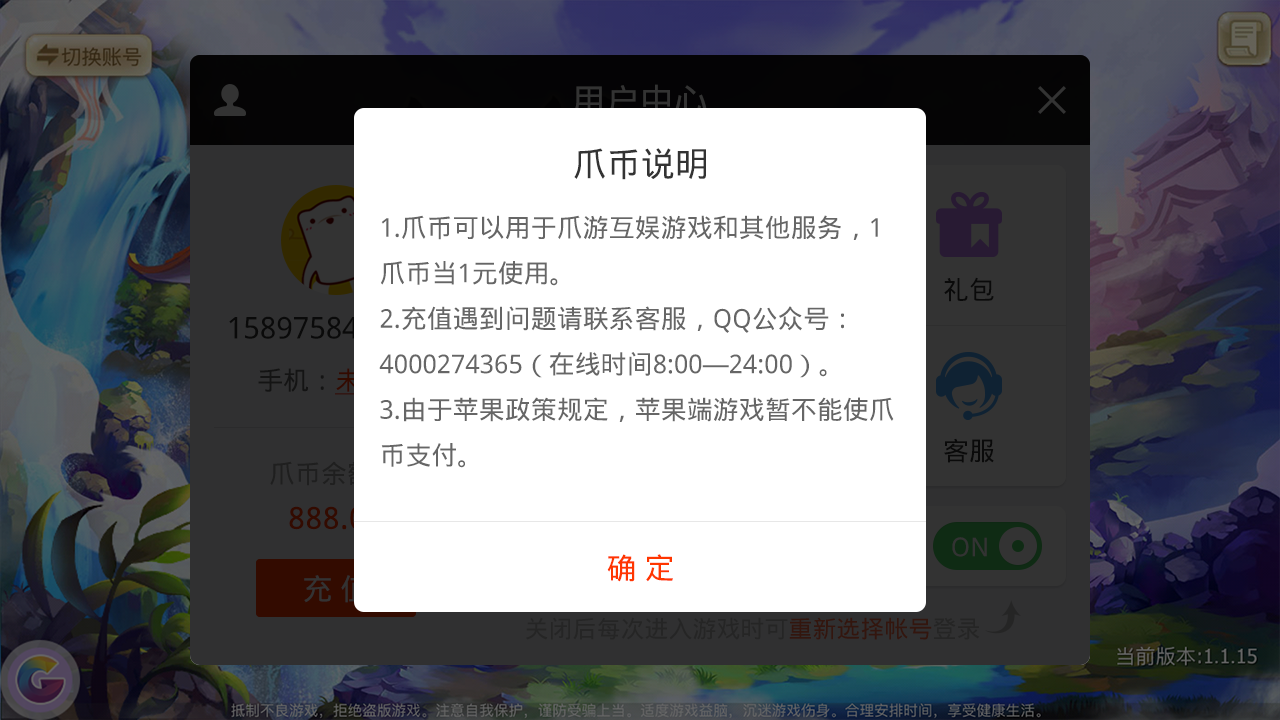 切换账号
用户中心
爪币说明
1.爪币可以用于爪游互娱游戏和其他服务，1
爪币当1元使用。
2.充值遇到问题请联系客服，QQ公众号：
4000274365（在线时间8:00—24:00）。
3.由于苹果政策规定，苹果端游戏暂不能使爪
币支付。
确 定
15897584
手机：未
爪币余
888.
充
礼包
客服
ON
关闭后每次进入游戏时可重新选择帐号登录
当前版本:1.1.15
抵制不良游戏，拒绝盗版游戏。注意自我保护，谨防受骗上当。适度游戏益脑，沉迷游戏伤身。合理安排时间，享受健康生活。